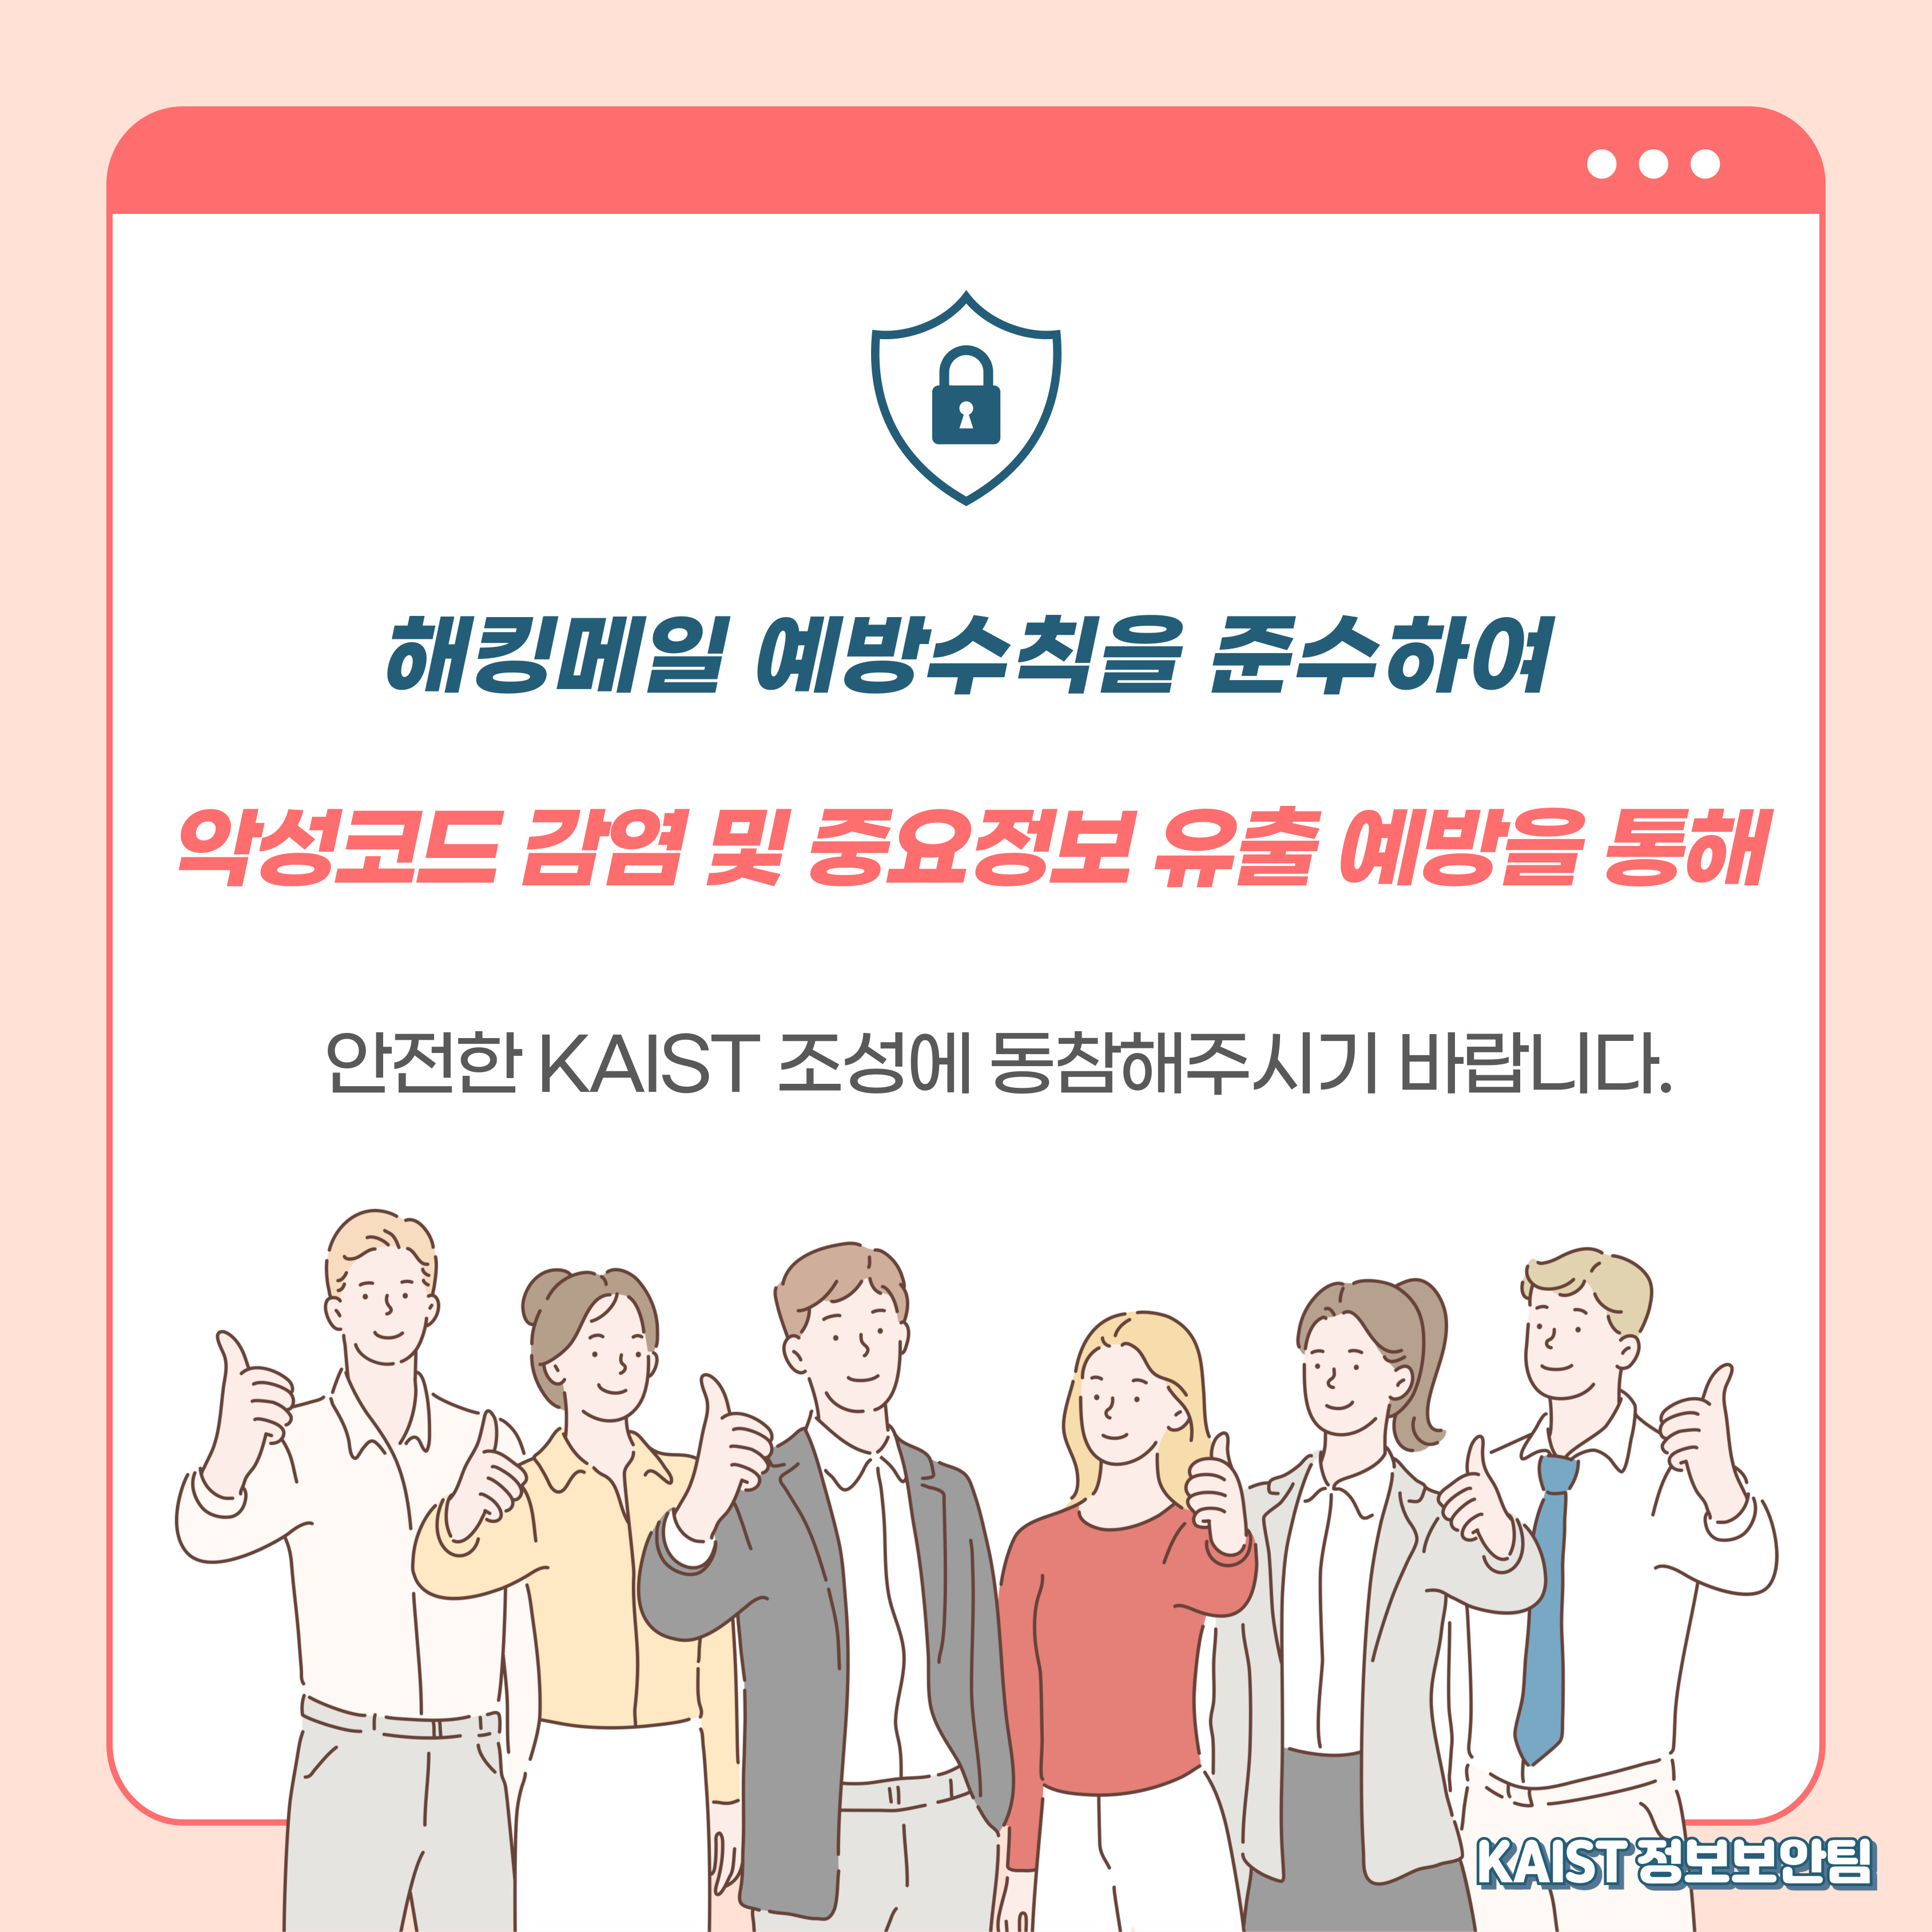 해킹메일 예방수칙을 준수하여
악성코드 감염 및 중요정보 유출 예방을 통해
안전한 KAIST 조성에 동참해주시기 바랍니다.
KAIST 정보보안팀